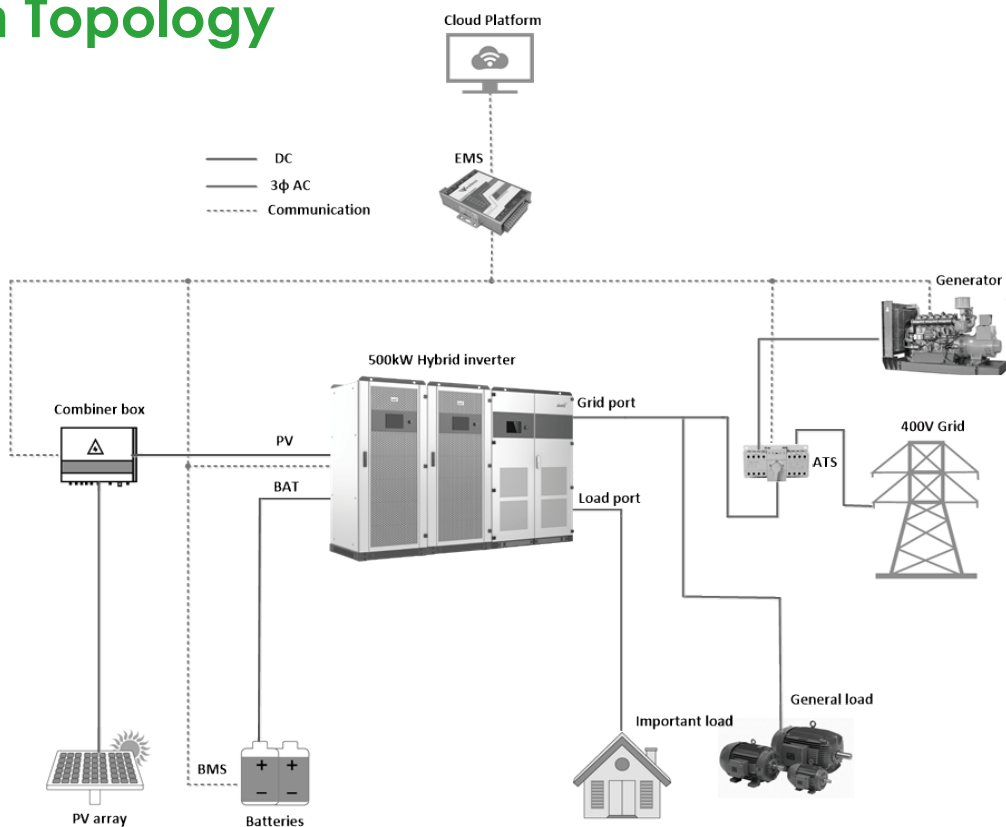 Topology
Cloud Platform
DC
EMS
3ϕ AC
Communication
Generator
500kW Hybrid inverter
Combiner box
Grid port
400V Grid
PV
ATS
BAT
Load port
General load
Important load
BMS
PV array
Batteries